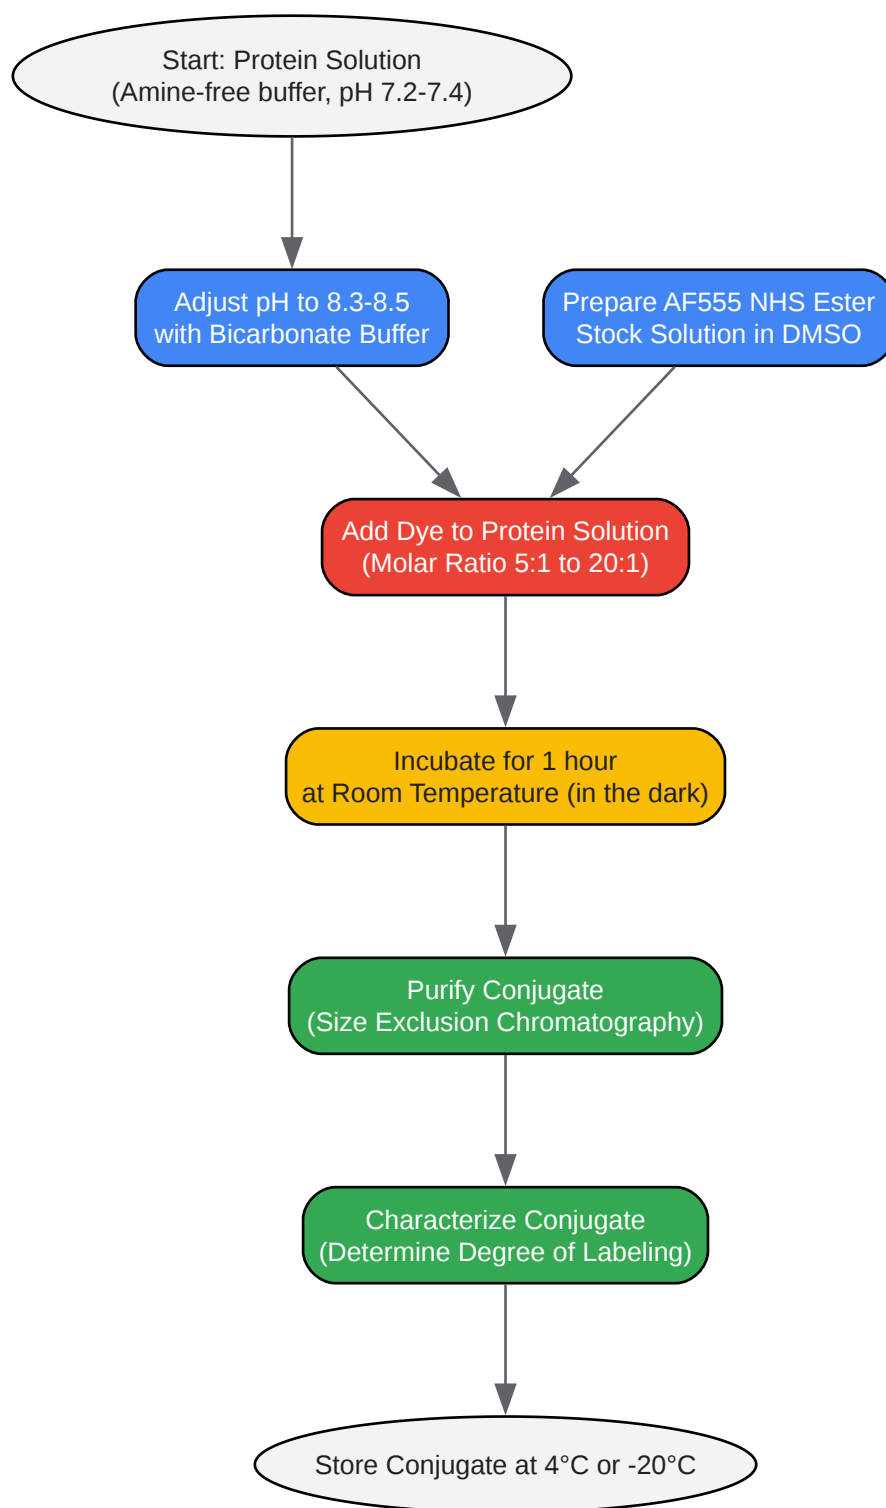 Start: Protein Solution
(Amine-free buffer, pH 7.2-7.4)
Adjust pH to 8.3-8.5
with Bicarbonate Buffer
Prepare AF555 NHS Ester
Stock Solution in DMSO
Add Dye to Protein Solution
(Molar Ratio 5:1 to 20:1)
Incubate for 1 hour
at Room Temperature (in the dark)
Purify Conjugate
(Size Exclusion Chromatography)
Characterize Conjugate
(Determine Degree of Labeling)
Store Conjugate at 4°C or -20°C